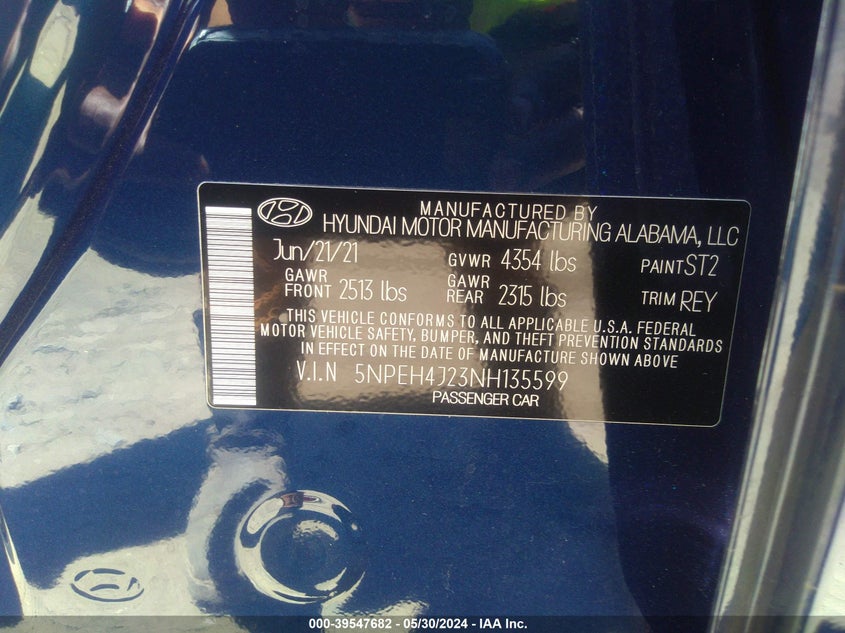 MANUFACTURED BY
HYUNDAI MOTOR MANUFACTURING ALABAMA, LLC
Jun/21/21 GVWR 4354 lbs PAINT ST2
GAWR FRONT 2513 lbs GAWR REAR 2315 lbs TRIM REY
THIS VEHICLE CONFORMS TO ALL APPLICABLE U.S.A. FEDERAL
MOTOR VEHICLE SAFETY, BUMPER, AND THEFT PREVENTION STANDARDS
IN EFFECT ON THE DATE OF MANUFACTURE SHOWN ABOVE
V.I.N 5NPEH4J23NH135599
PASSENGER CAR
000-39547682 - 05/30/2024 - IAA Inc.